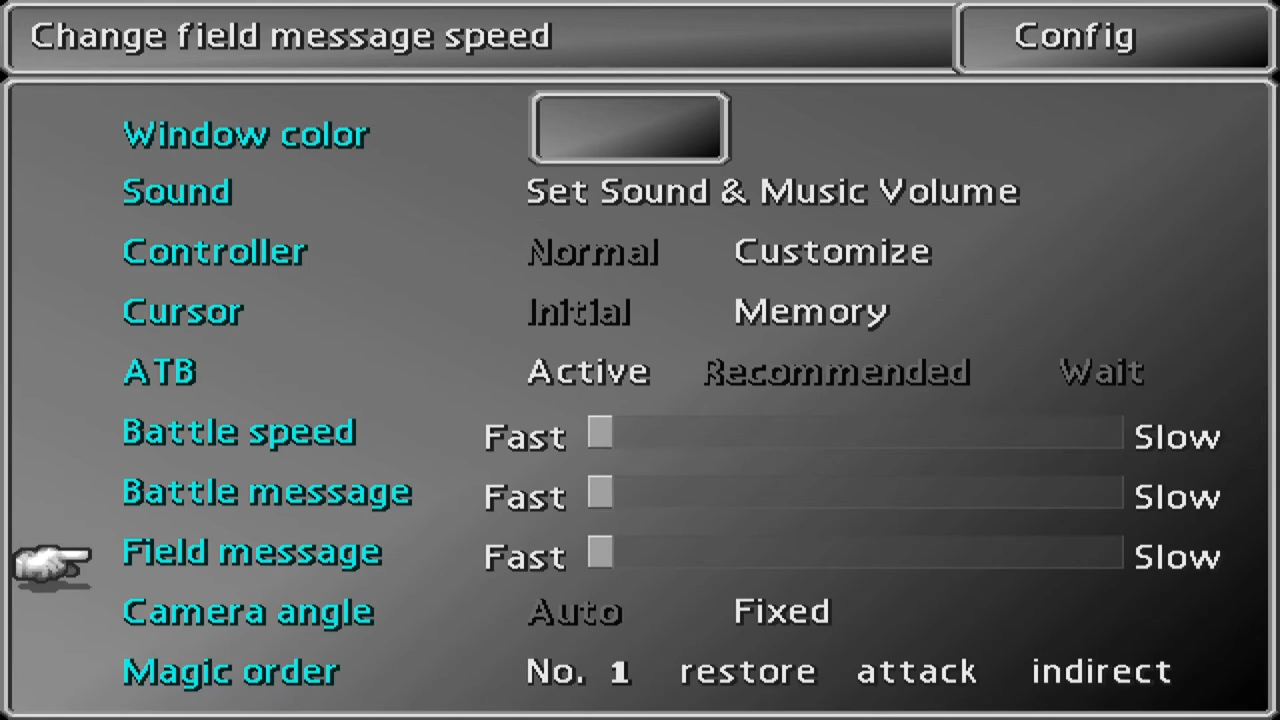 Change field message speed Config
Window color
Sound Set Sound & Music Volume
Controller Normal Customize
Cursor Initial Memory
ATB Active Recommended Wait
Battle speed Fast Slow
Battle message Fast Slow
Field message Fast Slow
Camera angle Auto Fixed
Magic order No. 1 restore attack indirect